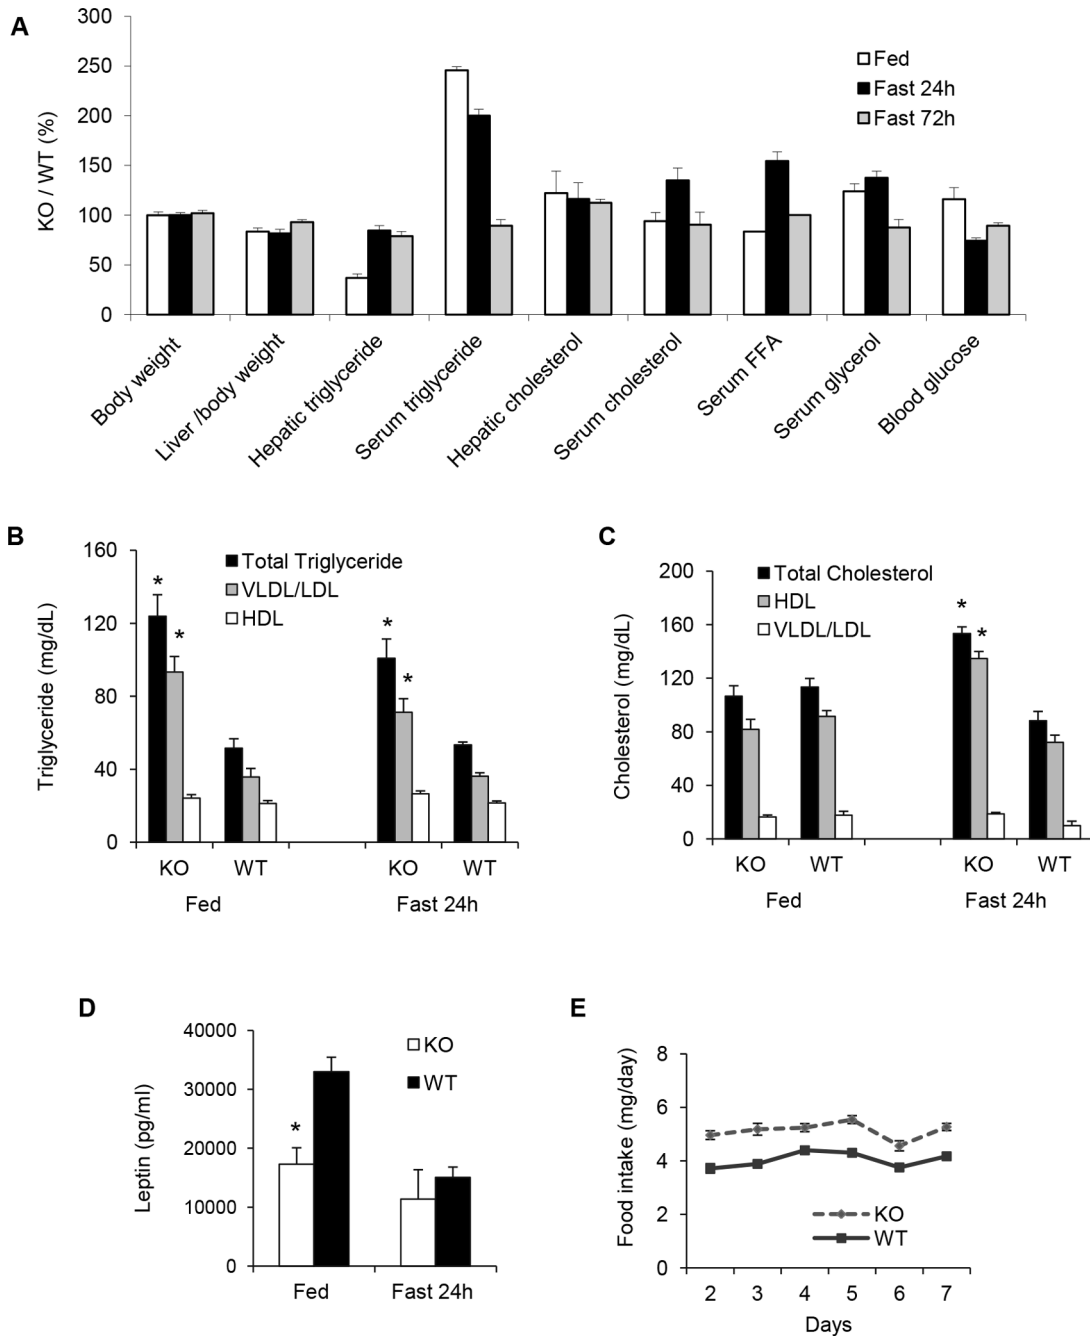 A
300
250
200
150
100
50
0
KO / WT (%)
Fed
Fast 24h
Fast 72h
Body weight
Liver /body weight
Hepatic triglyceride
Serum triglyceride
Hepatic cholesterol
Serum cholesterol
Serum FFA
Serum glycerol
Blood glucose
B
160
120
80
40
0
Triglyceride (mg/dL)
Total Triglyceride
VLDL/LDL
HDL
* * * *
KO WT KO WT
Fed Fast 24h
C
200
160
120
80
40
0
Cholesterol (mg/dL)
Total Cholesterol
HDL
VLDL/LDL
* *
KO WT KO WT
Fed Fast 24h
D
40000
30000
20000
10000
0
Leptin (pg/ml)
KO
WT
*
Fed Fast 24h
E
8
6
4
2
0
Food intake (mg/day)
KO
WT
2 3 4 5 6 7
Days